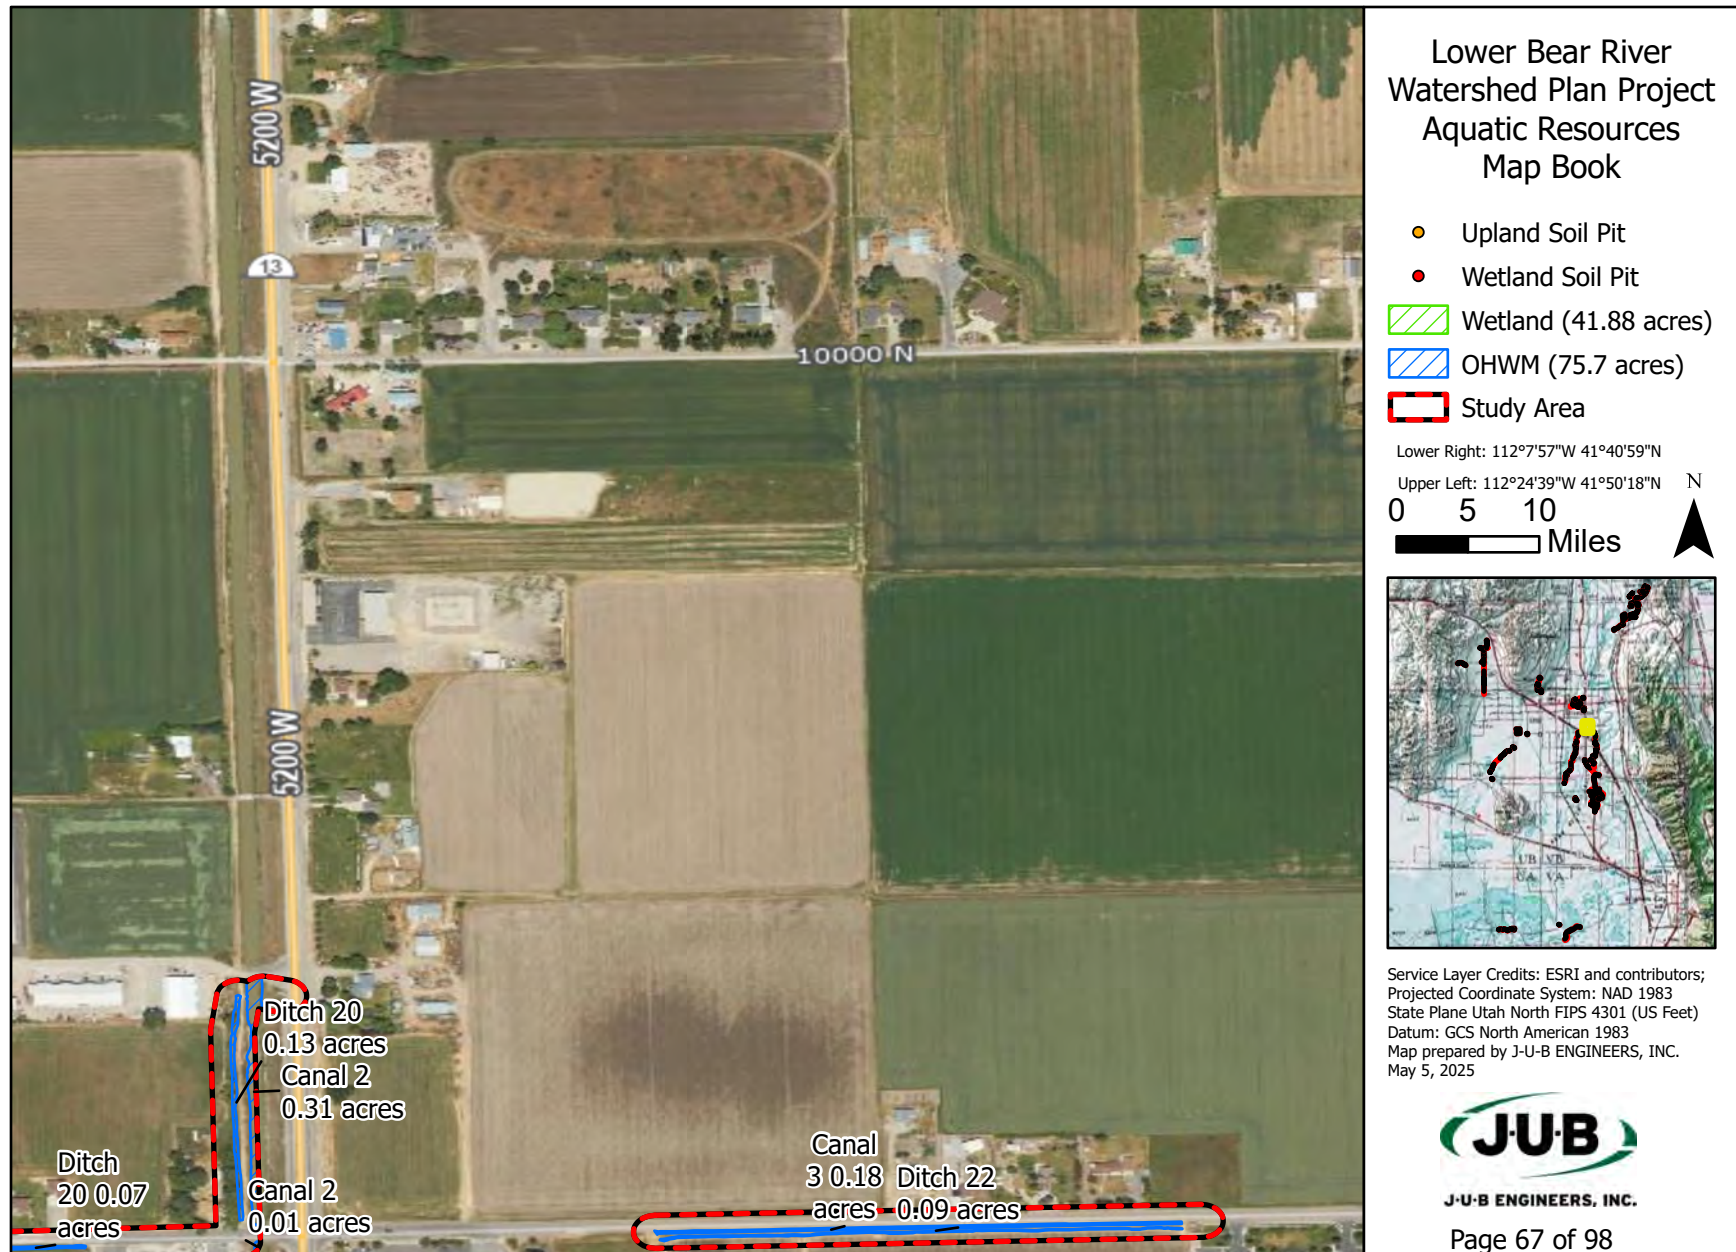 5200 W
13
10000 N
5200 W
Ditch 20
0.13 acres
Canal 2
0.31 acres
Ditch
20 0.07
acres
Canal 2
0.01 acres
Canal
3 0.18
acres
Ditch 22
0.09 acres
Lower Bear River
Watershed Plan Project
Aquatic Resources
Map Book
Upland Soil Pit
Wetland Soil Pit
Wetland (41.88 acres)
OHWM (75.7 acres)
Study Area
Lower Right: 112°7'57"W 41°40'59"N
Upper Left: 112°24'39"W 41°50'18"N
N
0 5 10
Miles
UB VB
UA VA
Service Layer Credits: ESRI and contributors;
Projected Coordinate System: NAD 1983
State Plane Utah North FIPS 4301 (US Feet)
Datum: GCS North American 1983
Map prepared by J-U-B ENGINEERS, INC.
May 5, 2025
J·U·B
J·U·B ENGINEERS, INC.
Page 67 of 98